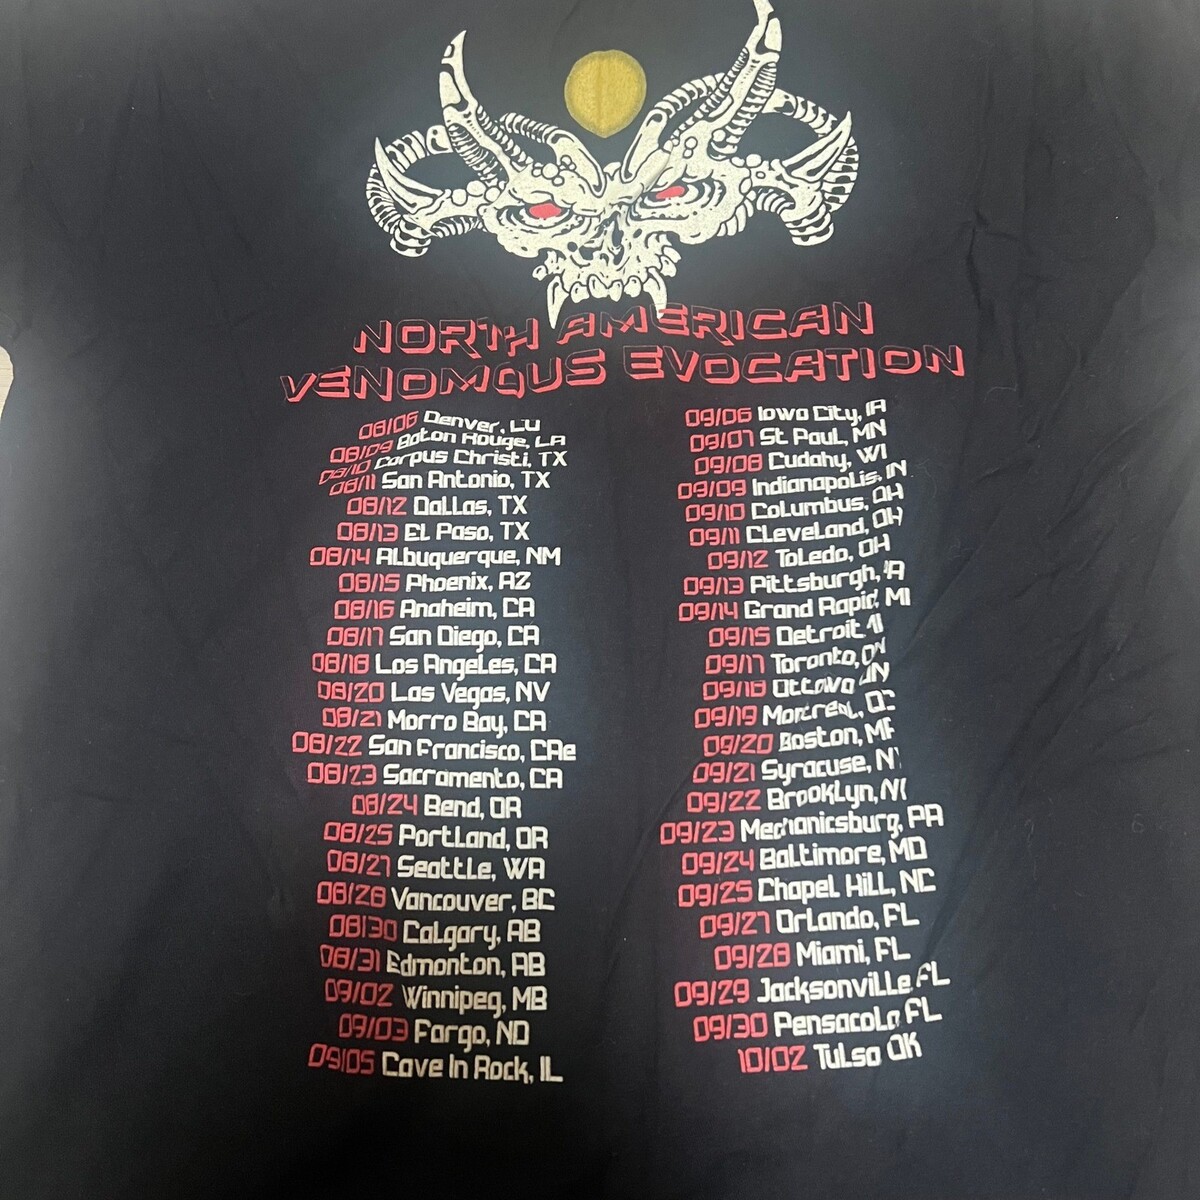 NORTH AMERICAN
VENOMOUS EVOCATION
08/06 Denver, CO
08/09 Baton Rouge, LA
08/10 Corpus Christi, TX
08/11 San Antonio, TX
08/12 Dallas, TX
08/13 El Paso, TX
08/14 Albuquerque, NM
08/15 Phoenix, AZ
08/16 Anaheim, CA
08/17 San Diego, CA
08/18 Los Angeles, CA
08/20 Las Vegas, NV
08/21 Morro Bay, CA
08/22 San Francisco, CAe
08/23 Sacramento, CA
08/24 Bend, OR
08/25 Portland, OR
08/27 Seattle, WA
08/28 Vancouver, BC
08/30 Calgary, AB
08/31 Edmonton, AB
09/02 Winnipeg, MB
09/03 Fargo, ND
09/05 Cave In Rock, IL
09/06 Iowa City, IA
09/07 St Paul, MN
09/08 Cudahy, WI
09/09 Indianapolis, IN
09/10 Columbus, OH
09/11 Cleveland, OH
09/12 Toledo, OH
09/13 Pittsburgh, PA
09/14 Grand Rapids, MI
09/15 Detroit
09/17 Toronto, ON
09/18 Ottawa ON
09/19 Montreal, QC
09/20 Boston, MA
09/21 Syracuse, NY
09/22 Brooklyn, NY
09/23 Mechanicsburg, PA
09/24 Baltimore, MD
09/25 Chapel Hill, NC
09/27 Orlando, FL
09/28 Miami, FL
09/29 Jacksonville, FL
09/30 Pensacola, FL
10/02 Tulsa OK